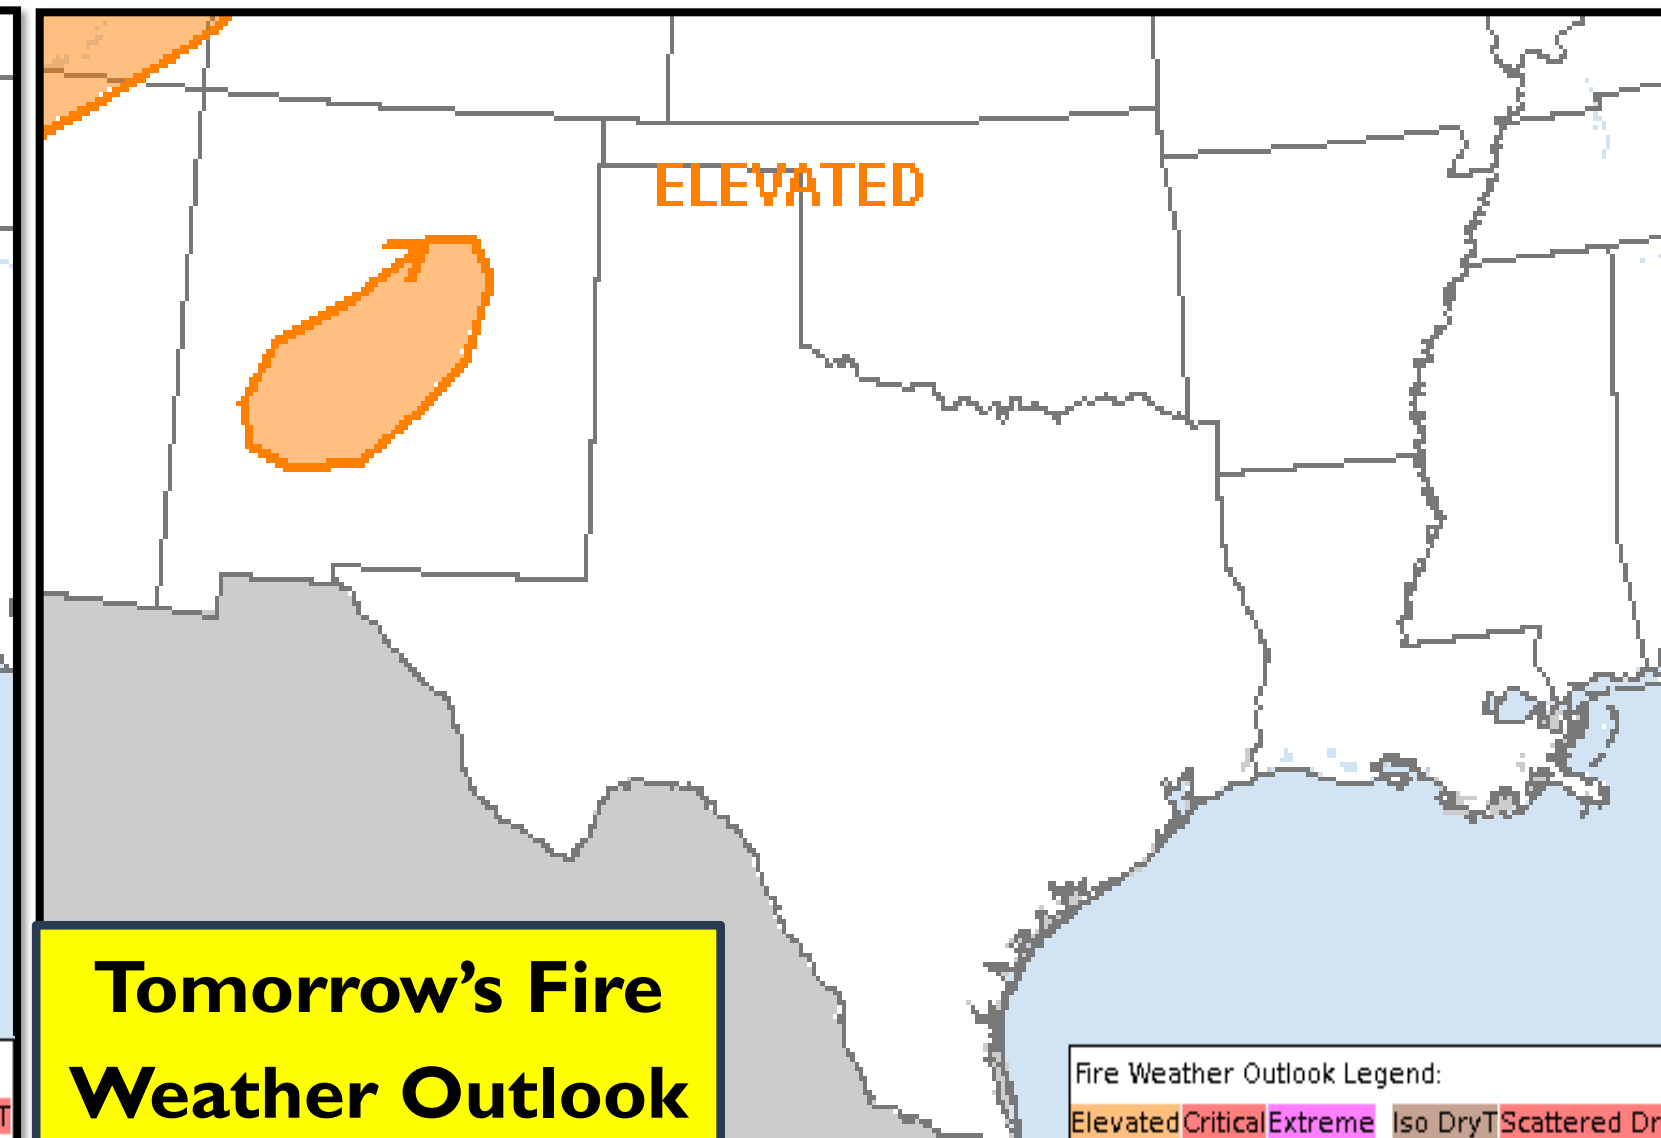 ELEVATED
Tomorrow's Fire
Weather Outlook
Fire Weather Outlook Legend:
Elevated Critical Extreme Iso DryT Scattered Dr
T